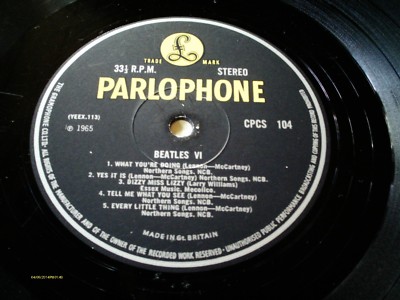 TRADE MARK
33⅓ R.P.M. STEREO
PARLOPHONE
(YEEX.113)
CPCS 104
℗ 1965
BEATLES VI
1. WHAT YOU'RE DOING (Lennon—McCartney)
Northern Songs. NCB.
2. YES IT IS (Lennon—McCartney) Northern Songs. NCB.
3. DIZZY MISS LIZZY (Larry Williams)
Essex Music. Mecolico.
4. TELL ME WHAT YOU SEE (Lennon—McCartney)
Northern Songs. NCB.
5. EVERY LITTLE THING (Lennon—McCartney)
Northern Songs. NCB.
MADE IN Gt. BRITAIN
THE GRAMOPHONE CO. LTD. ALL RIGHTS OF THE MANUFACTURER AND OF THE OWNER OF THE RECORDED WORK RESERVED
UNAUTHORISED PUBLIC PERFORMANCE, BROADCASTING AND COPYING OF THIS RECORD PROHIBITED